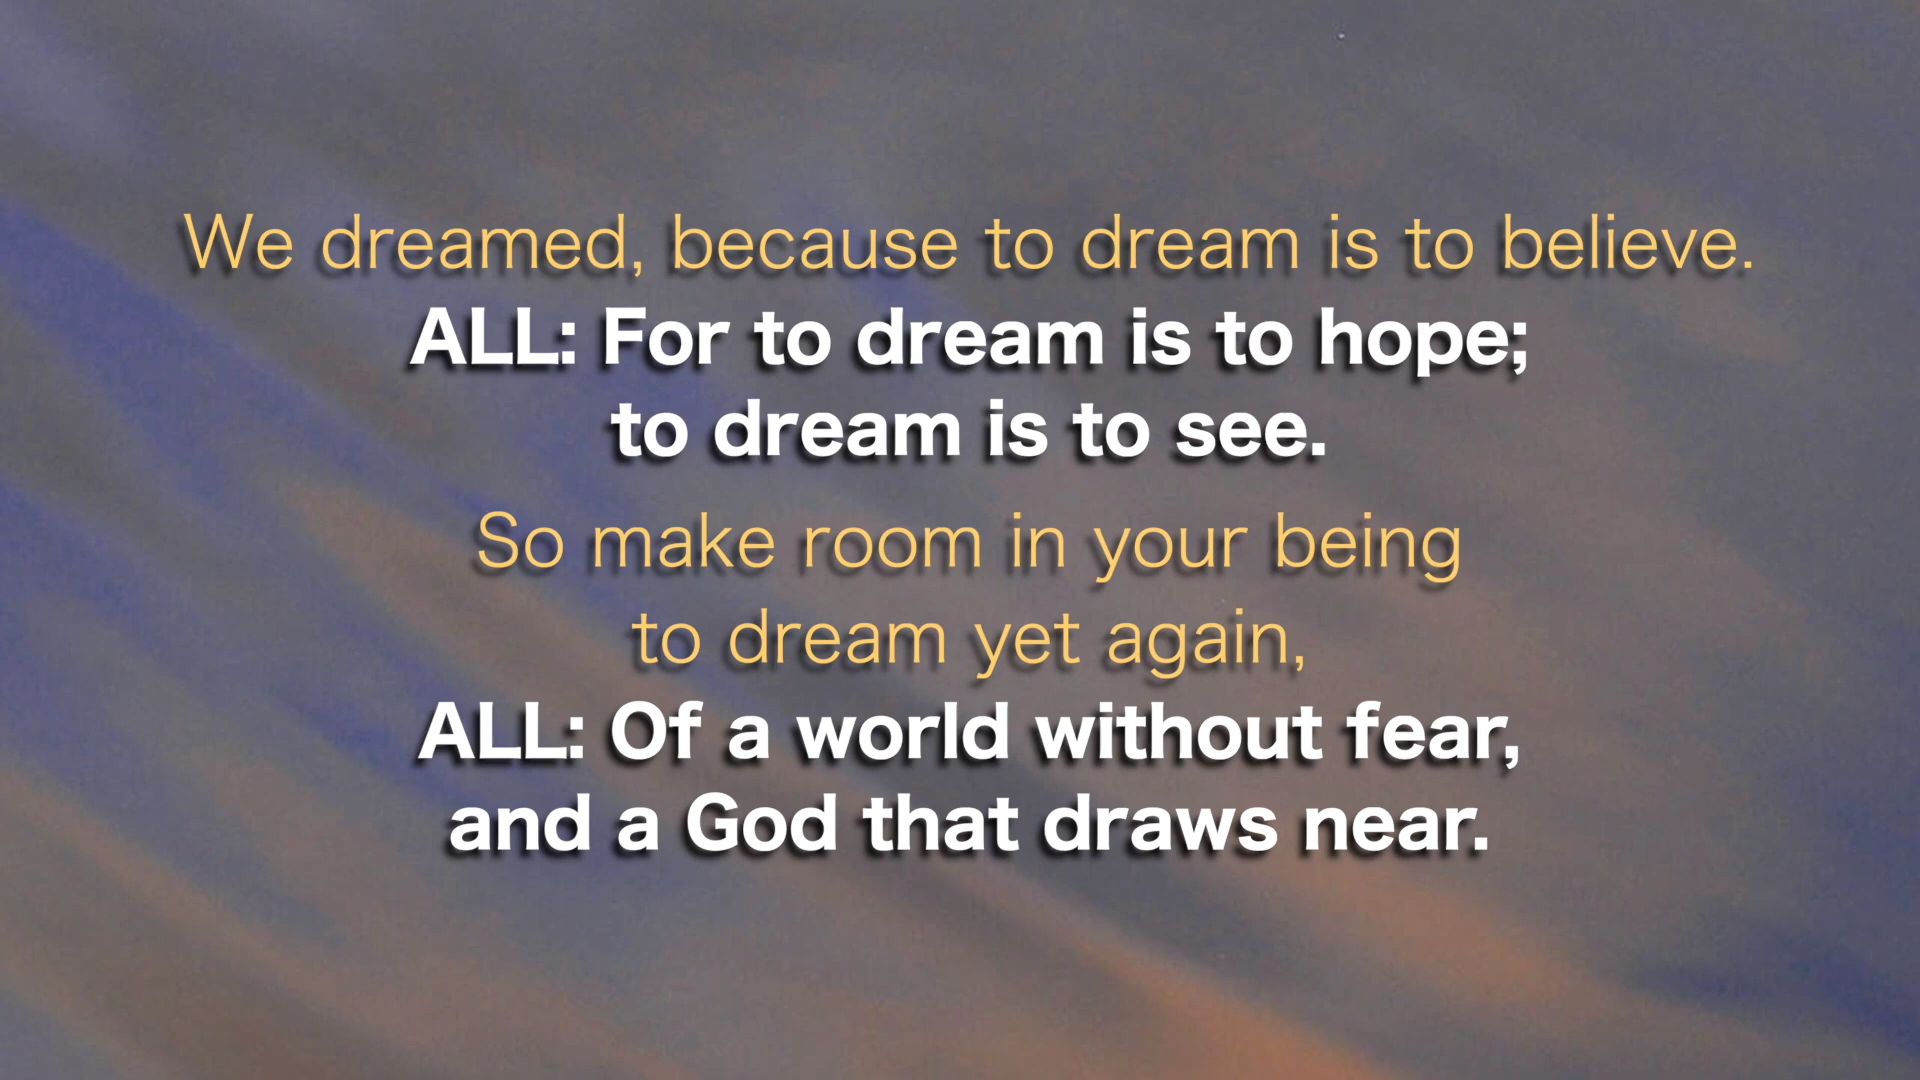 We dreamed, because to dream is to believe.
ALL: For to dream is to hope;
to dream is to see.
So make room in your being
to dream yet again,
ALL: Of a world without fear,
and a God that draws near.